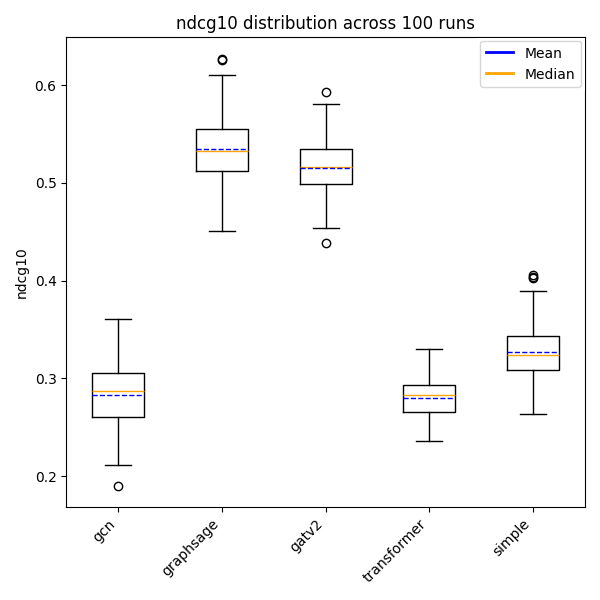 ndcg10 distribution across 100 runs
Mean
Median
ndcg10
0.6
0.5
0.4
0.3
0.2
gcn
graphsage
gatv2
transformer
simple